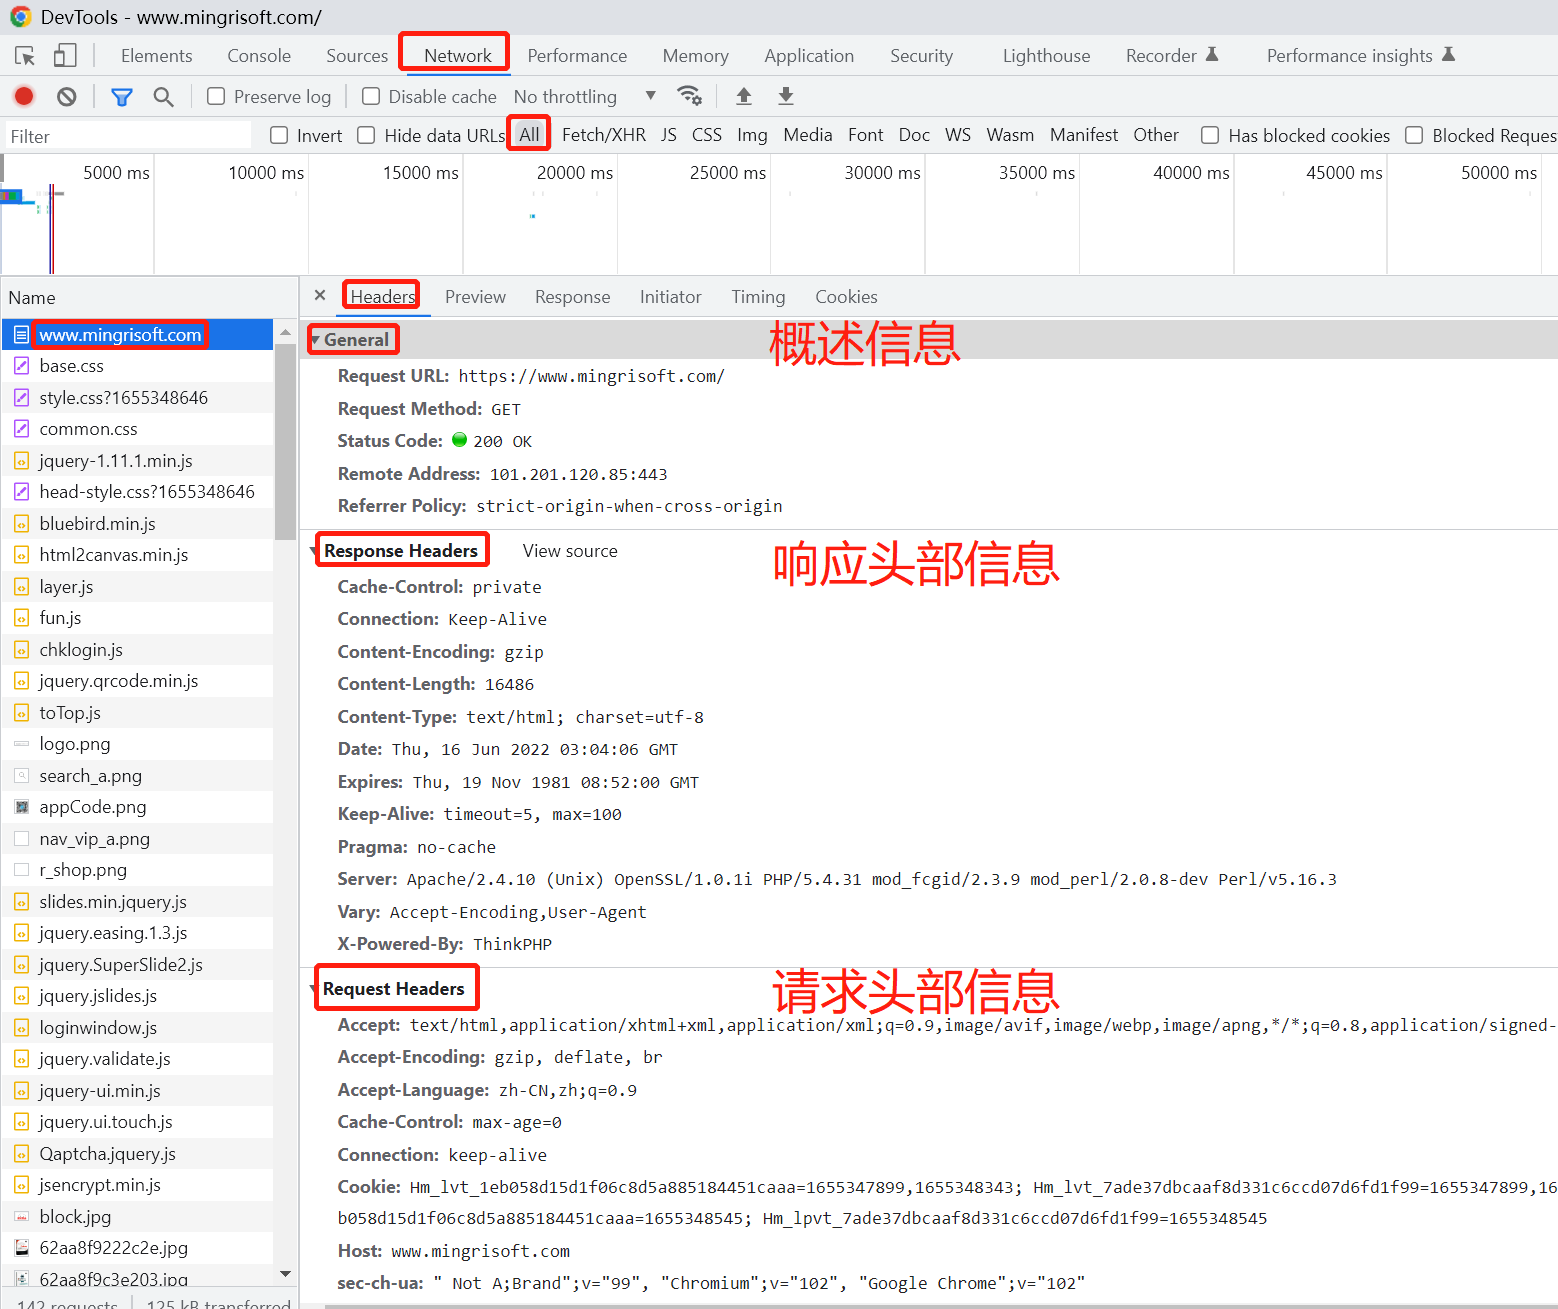 DevTools - www.mingrisoft.com/
Elements Console Sources Network Performance Memory Application Security Lighthouse Recorder Performance insights
Preserve log Disable cache No throttling
Filter Invert Hide data URLs All Fetch/XHR JS CSS Img Media Font Doc WS Wasm Manifest Other Has blocked cookies Blocked Reques
5000 ms 10000 ms 15000 ms 20000 ms 25000 ms 30000 ms 35000 ms 40000 ms 45000 ms 50000 ms
Name
www.mingrisoft.com
base.css
style.css?1655348646
common.css
jquery-1.11.1.min.js
head-style.css?1655348646
bluebird.min.js
html2canvas.min.js
layer.js
fun.js
chklogin.js
jquery.qrcode.min.js
toTop.js
logo.png
search_a.png
appCode.png
nav_vip_a.png
r_shop.png
slides.min.jquery.js
jquery.easing.1.3.js
jquery.SuperSlide2.js
jquery.jslides.js
loginwindow.js
jquery.validate.js
jquery-ui.min.js
jquery.ui.touch.js
Qaptcha.jquery.js
jsencrypt.min.js
block.jpg
62aa8f9222c2e.jpg
62aa8f9c3e203.jpg
142 requests 125 kB transferred
Headers Preview Response Initiator Timing Cookies
General 概述信息
Request URL: https://www.mingrisoft.com/
Request Method: GET
Status Code: 200 OK
Remote Address: 101.201.120.85:443
Referrer Policy: strict-origin-when-cross-origin
Response Headers View source 响应头部信息
Cache-Control: private
Connection: Keep-Alive
Content-Encoding: gzip
Content-Length: 16486
Content-Type: text/html; charset=utf-8
Date: Thu, 16 Jun 2022 03:04:06 GMT
Expires: Thu, 19 Nov 1981 08:52:00 GMT
Keep-Alive: timeout=5, max=100
Pragma: no-cache
Server: Apache/2.4.10 (Unix) OpenSSL/1.0.1i PHP/5.4.31 mod_fcgid/2.3.9 mod_perl/2.0.8-dev Perl/v5.16.3
Vary: Accept-Encoding,User-Agent
X-Powered-By: ThinkPHP
Request Headers 请求头部信息
Accept: text/html,application/xhtml+xml,application/xml;q=0.9,image/avif,image/webp,image/apng,*/*;q=0.8,application/signed-
Accept-Encoding: gzip, deflate, br
Accept-Language: zh-CN,zh;q=0.9
Cache-Control: max-age=0
Connection: keep-alive
Cookie: Hm_lvt_1eb058d15d1f06c8d5a885184451caaa=1655347899,1655348343; Hm_lvt_7ade37dbcaaf8d331c6ccd07d6fd1f99=1655347899,16
b058d15d1f06c8d5a885184451caaa=1655348545; Hm_lpvt_7ade37dbcaaf8d331c6ccd07d6fd1f99=1655348545
Host: www.mingrisoft.com
sec-ch-ua: " Not A;Brand";v="99", "Chromium";v="102", "Google Chrome";v="102"